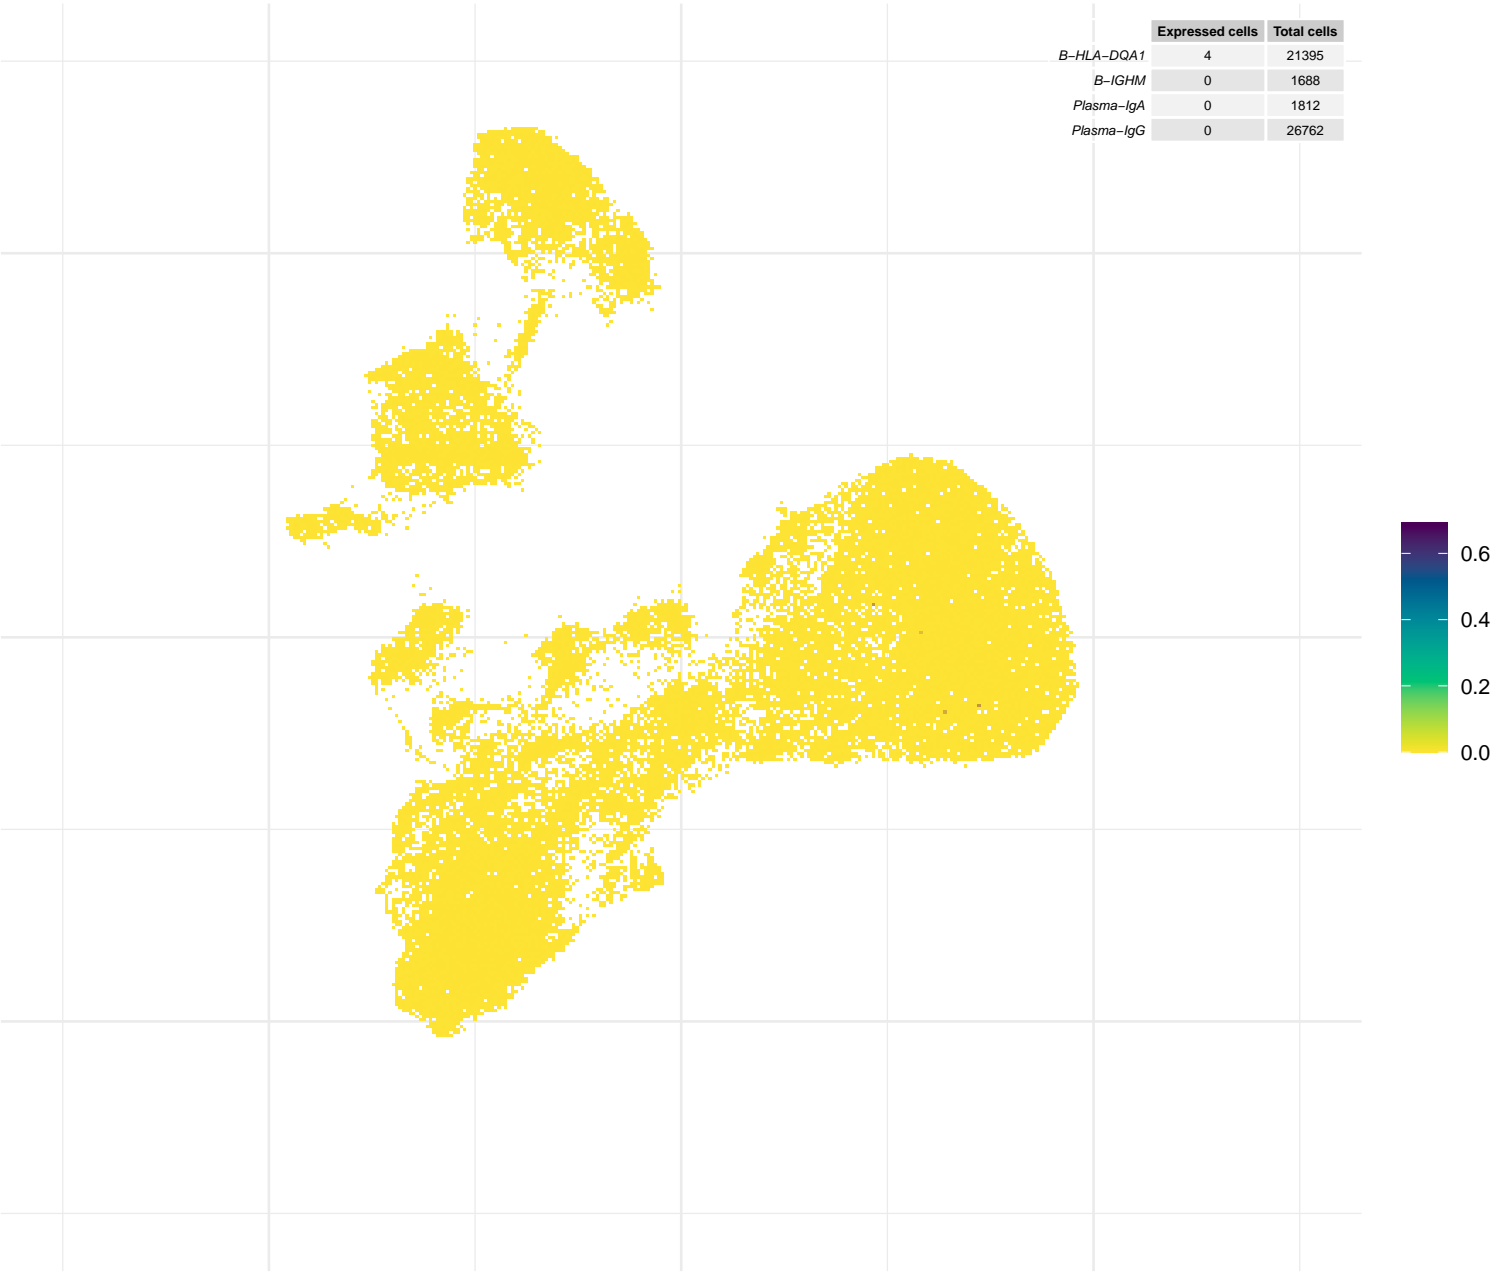 Expressed cells Total cells
B−HLA−DQA1 4 21395
B−IGHM 0 1688
Plasma−IgA 0 1812
Plasma−IgG 0 26762
0.6
0.4
0.2
0.0